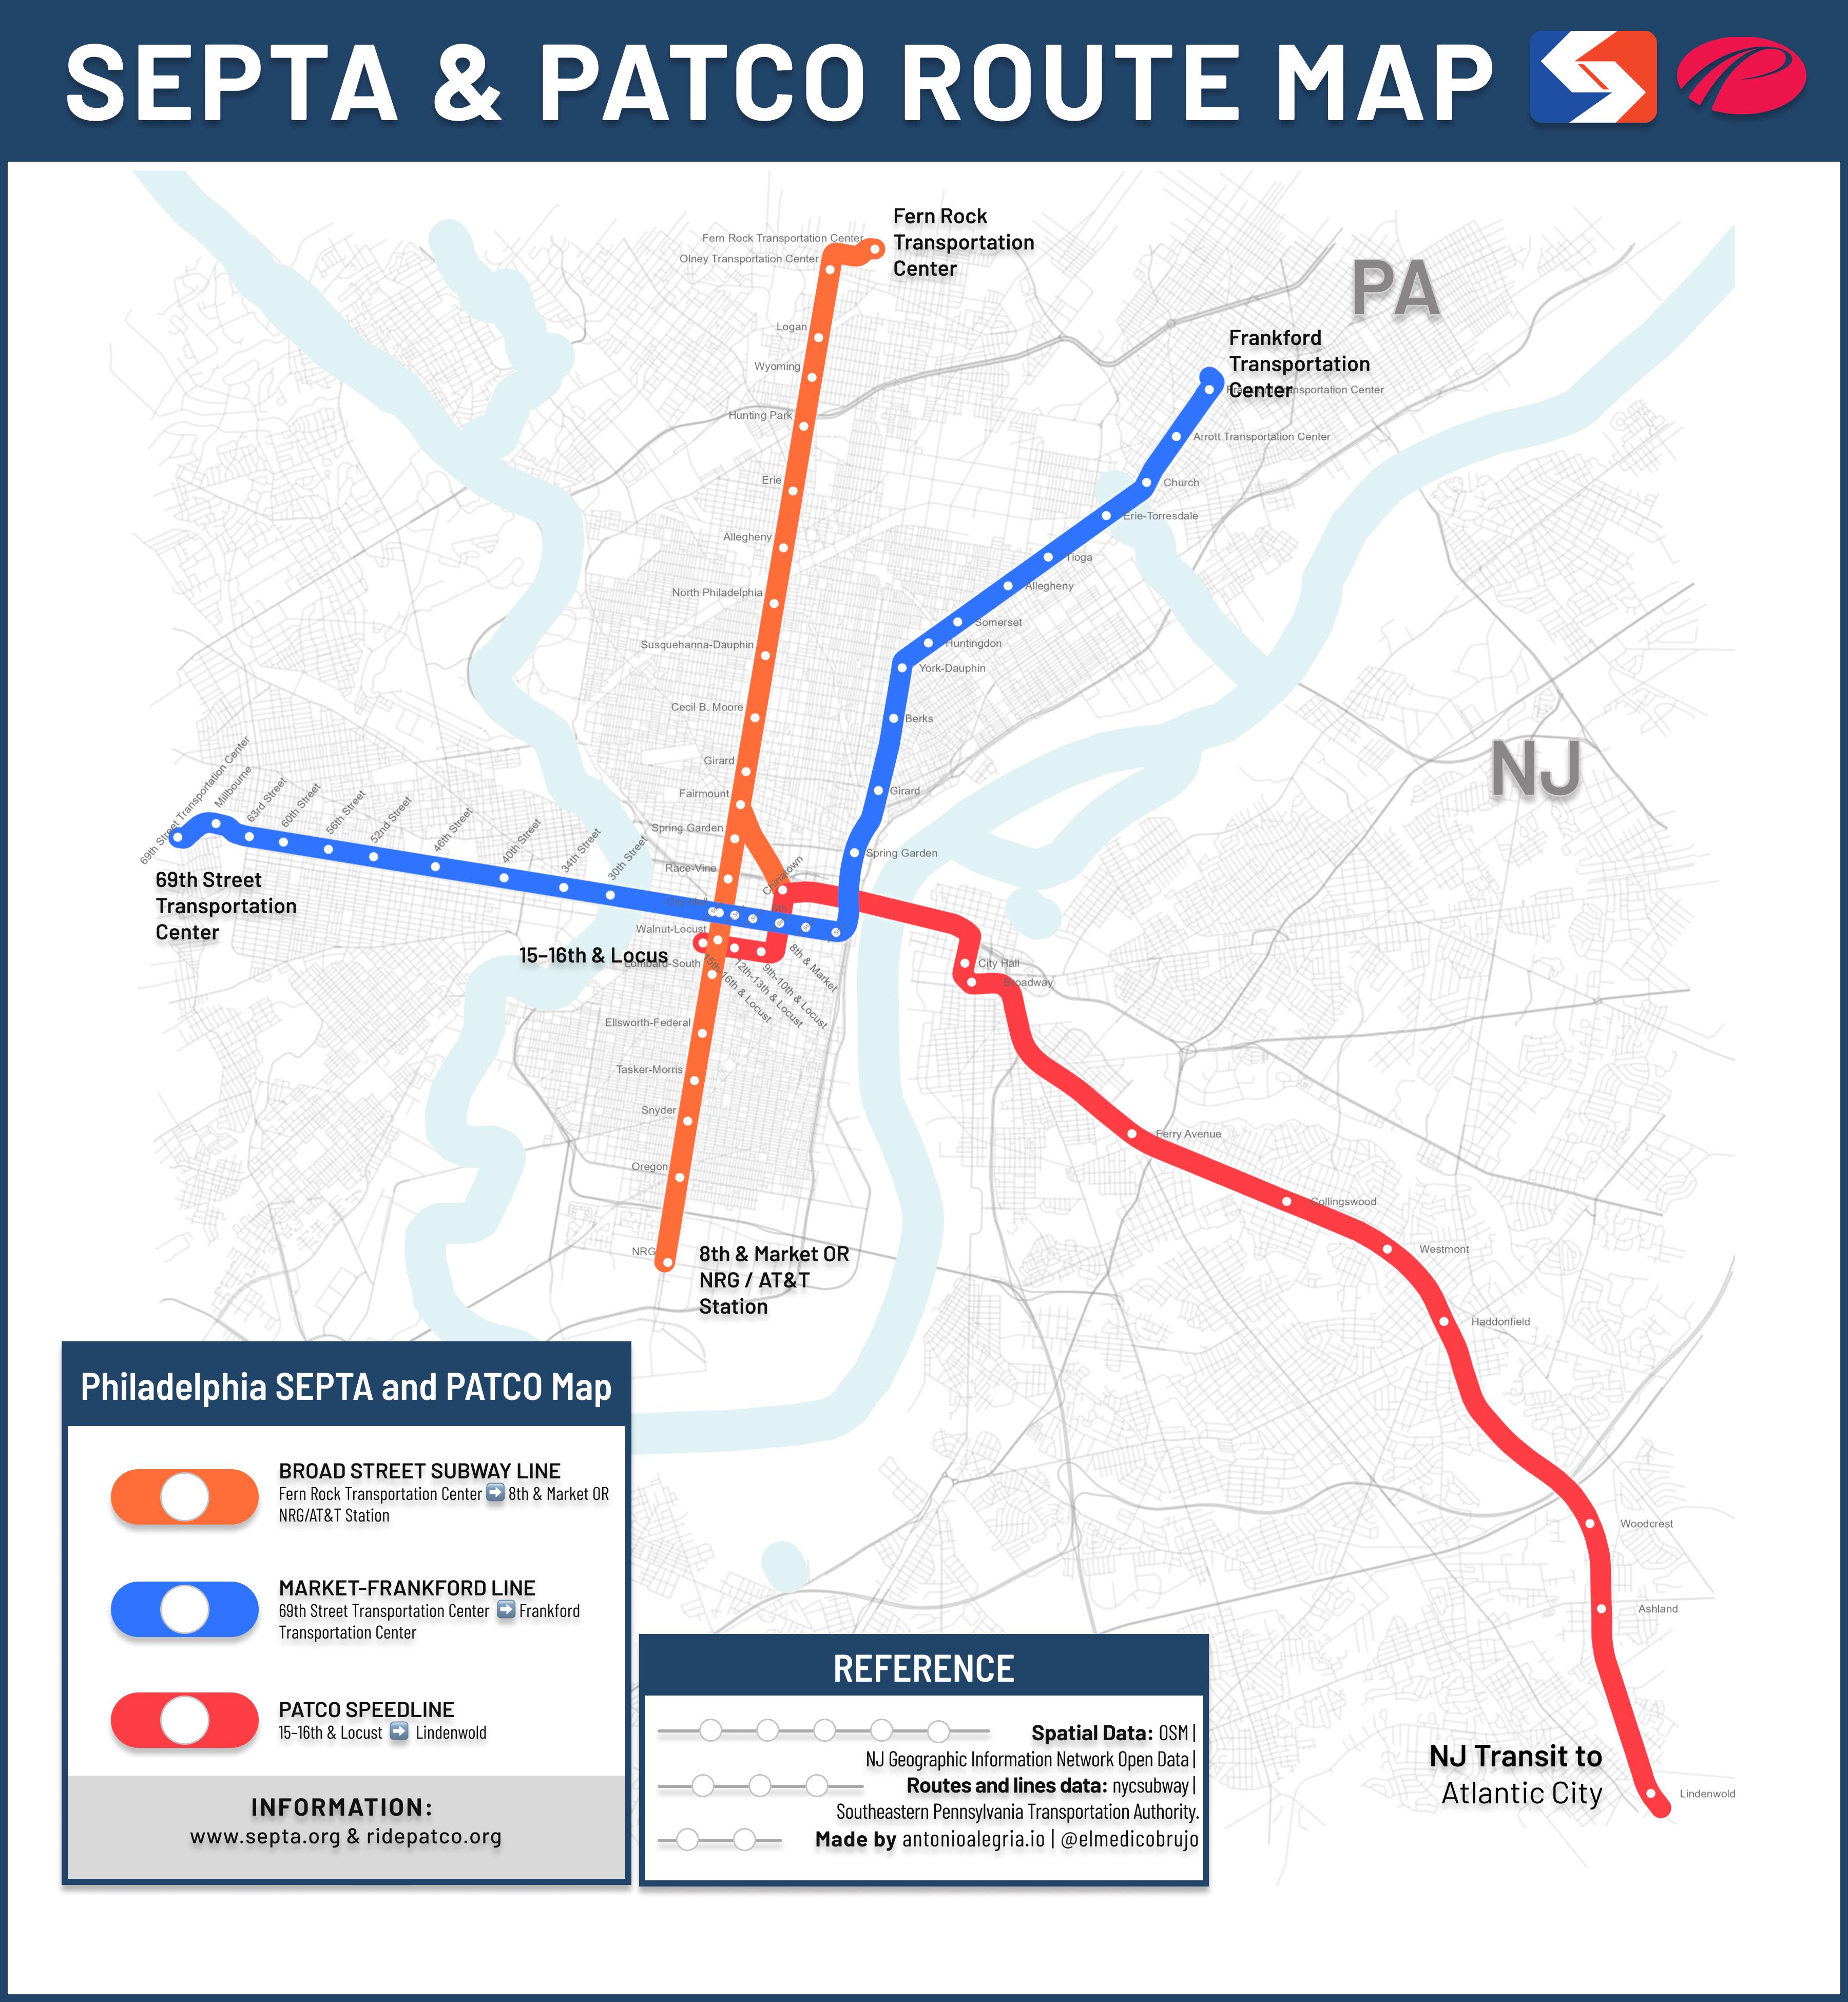 SEPTA & PATCO ROUTE MAP
Fern Rock
Transportation
Center
Fern Rock Transportation Center
Olney Transportation Center
PA
Logan
Frankford
Transportation
Center
Transportation Center
Wyoming
Hunting Park
Arrott Transportation Center
Erie
Church
Erie-Torresdale
Allegheny
Tioga
Allegheny
North Philadelphia
Somerset
Huntingdon
Susquehanna-Dauphin
York-Dauphin
Cecil B. Moore
Berks
NJ
Girard
Girard
Fairmount
69th Street Transportation Center
Millbourne
63rd Street
60th Street
56th Street
52nd Street
46th Street
40th Street
34th Street
30th Street
Spring Garden
Spring Garden
Race-Vine
Chinatown
69th Street
Transportation
Center
City Hall
Walnut-Locust
15–16th & Locus
Lombard-South
15th-16th & Locust
12th-13th & Locust
9th-10th & Locust
8th & Market
City Hall
Broadway
Ellsworth-Federal
Tasker-Morris
Snyder
Ferry Avenue
Oregon
Collingswood
NRG
8th & Market OR
NRG / AT&T
Station
Westmont
Haddonfield
Woodcrest
Ashland
NJ Transit to
Atlantic City
Lindenwold
Philadelphia SEPTA and PATCO Map
BROAD STREET SUBWAY LINE
Fern Rock Transportation Center ➡ 8th & Market OR
NRG/AT&T Station
MARKET-FRANKFORD LINE
69th Street Transportation Center ➡ Frankford
Transportation Center
PATCO SPEEDLINE
15-16th & Locust ➡ Lindenwold
INFORMATION:
www.septa.org & ridepatco.org
REFERENCE
Spatial Data: OSM |
NJ Geographic Information Network Open Data |
Routes and lines data: nycsubway |
Southeastern Pennsylvania Transportation Authority.
Made by antonioalegria.io | @elmedicobrujo